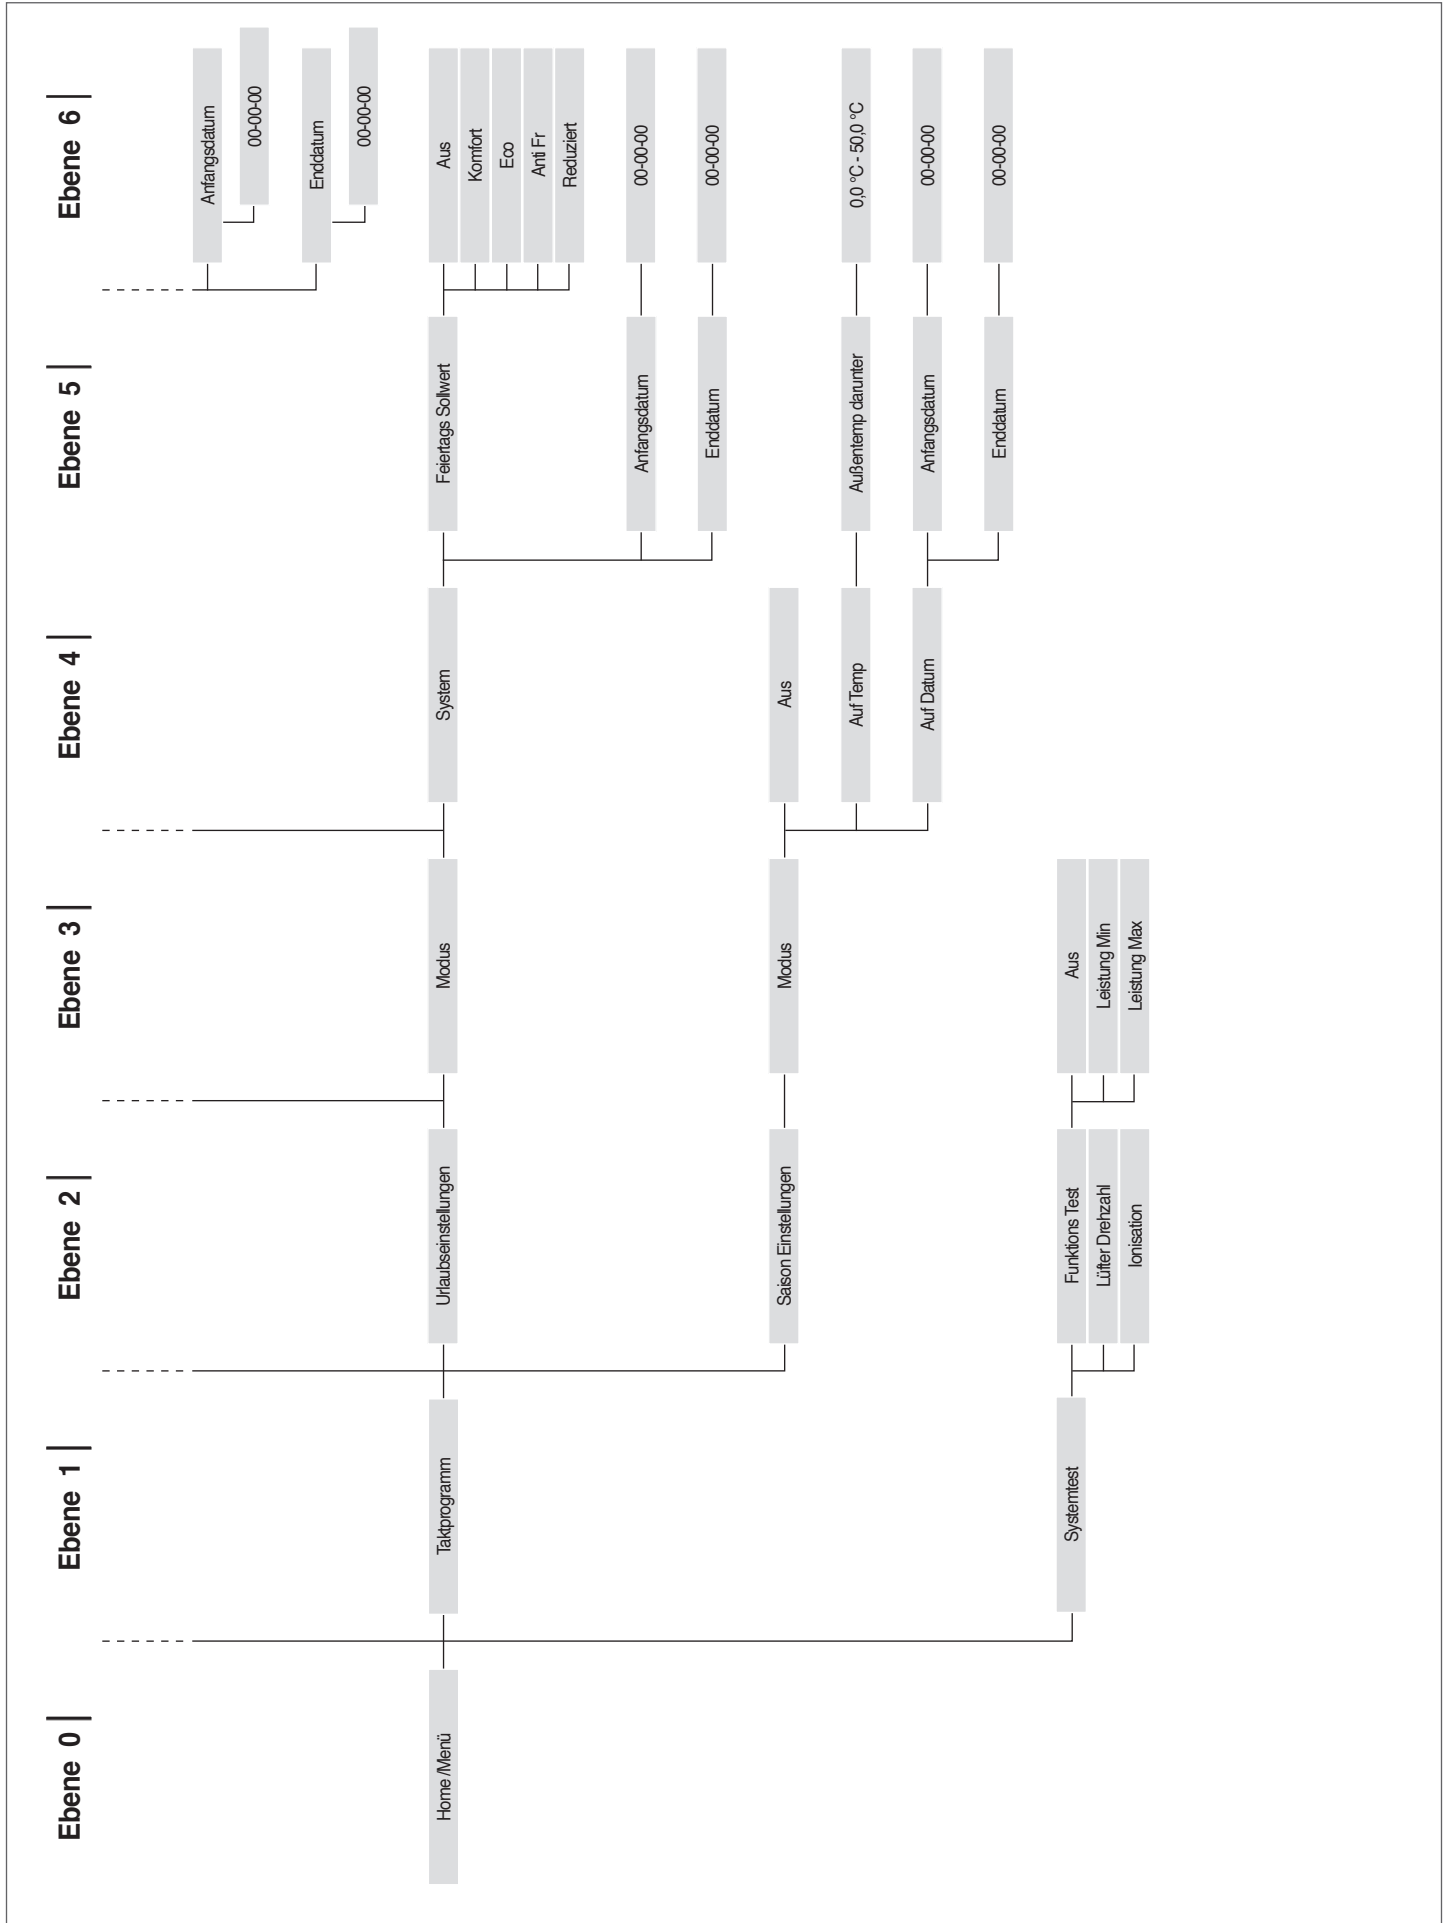 Ebene 0
Ebene 1
Ebene 2
Ebene 3
Ebene 4
Ebene 5
Ebene 6
Anfangsdatum
00-00-00
Enddatum
00-00-00
Home /Menü
Taktprogramm
Urlaubseinstellungen
Modus
System
Feiertags Sollwert
Aus
Komfort
Eco
Anti Fr
Reduziert
Anfangsdatum
00-00-00
Enddatum
00-00-00
Saison Einstellungen
Modus
Aus
Auf Temp
Außentemp darunter
0,0 °C - 50,0 °C
Auf Datum
Anfangsdatum
00-00-00
Enddatum
00-00-00
Systemtest
Funktions Test
Aus
Lüfter Drehzahl
Leistung Min
Ionisation
Leistung Max